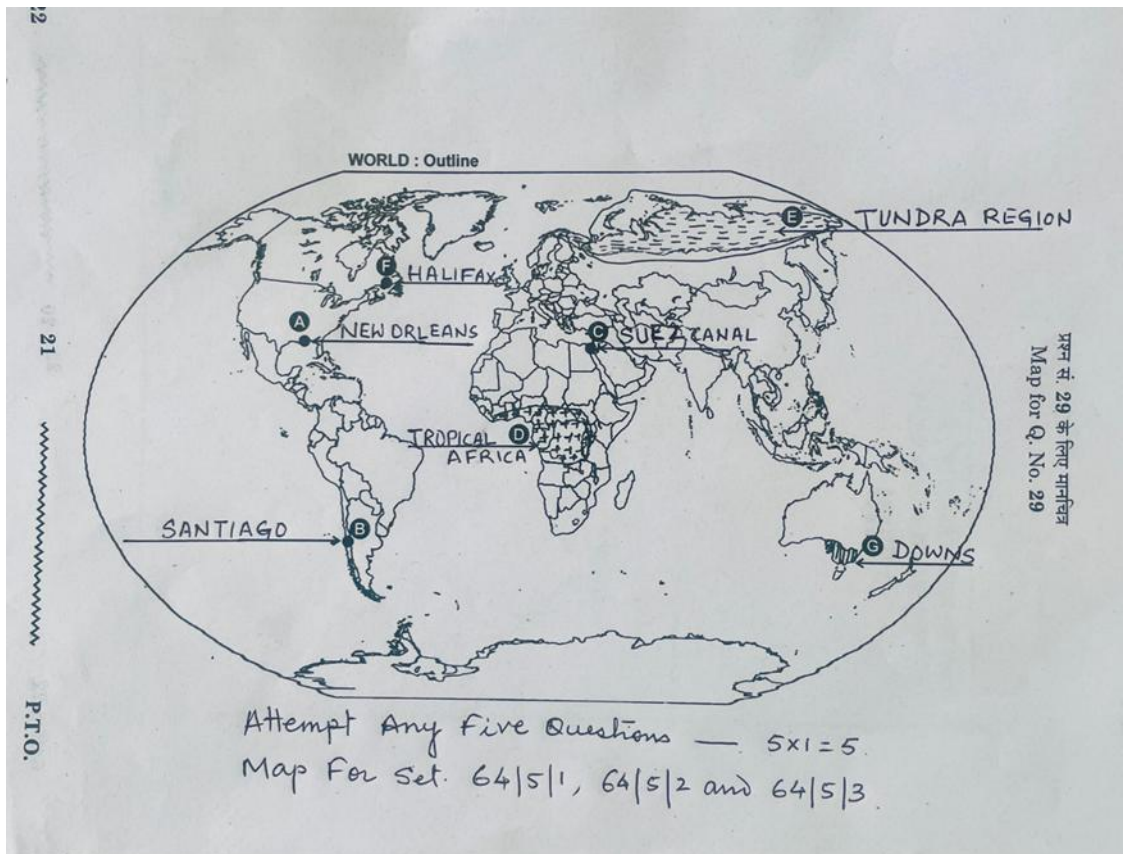 22
WORLD : Outline
E
TUNDRA REGION
F
HALIFAX
A
NEW ORLEANS
C
SUEZ CANAL
21
प्रश्न सं. 29 के लिए मानचित्र
Map for Q. No. 29
D
TROPICAL
AFRICA
B
SANTIAGO
G
DOWNS
P.T.O.
Attempt Any Five Questions — 5x1=5.
Map For Set. 64|5|1, 64|5|2 and 64|5|3